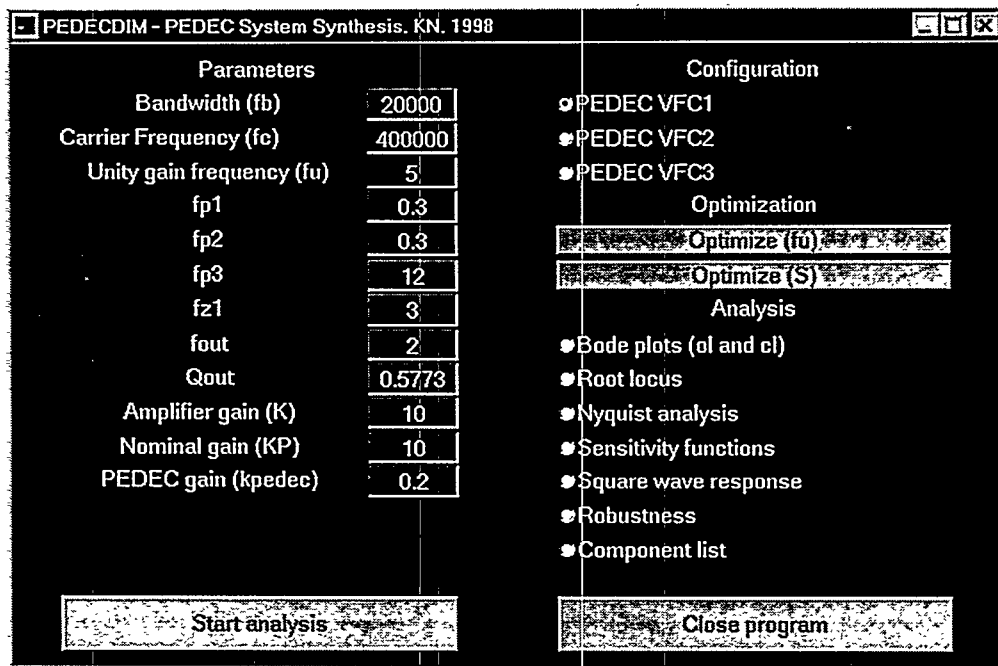 PEDECDIM - PEDEC System Synthesis. KN. 1998
Parameters
Bandwidth (fb) 20000
Carrier Frequency (fc) 400000
Unity gain frequency (fu) 5
fp1 0.3
fp2 0.3
fp3 12
fz1 3
fout 2
Qout 0.5773
Amplifier gain (K) 10
Nominal gain (KP) 10
PEDEC gain (kpedec) 0.2
Start analysis
Configuration
PEDEC VFC1
PEDEC VFC2
PEDEC VFC3
Optimization
Optimize (fu)
Optimize (S)
Analysis
Bode plots (ol and cl)
Root locus
Nyquist analysis
Sensitivity functions
Square wave response
Robustness
Component list
Close program